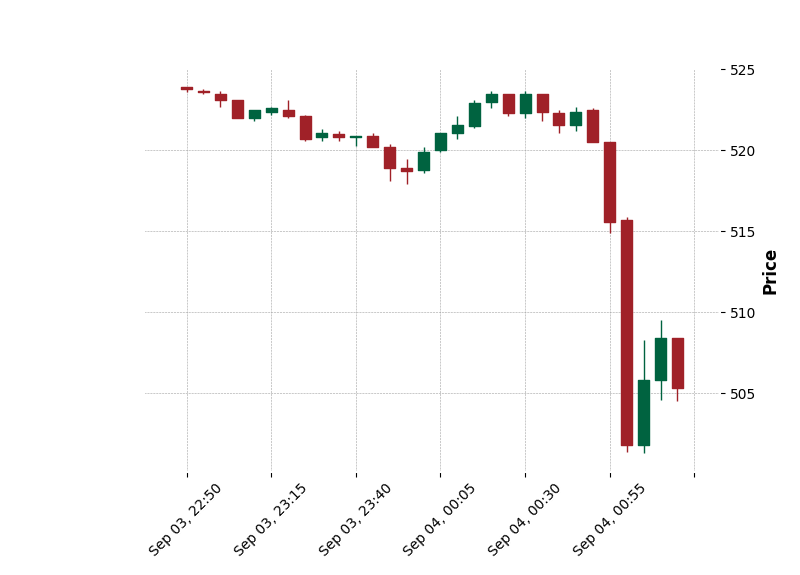 525
520
515
510
505
Price
Sep 03, 22:50
Sep 03, 23:15
Sep 03, 23:40
Sep 04, 00:05
Sep 04, 00:30
Sep 04, 00:55